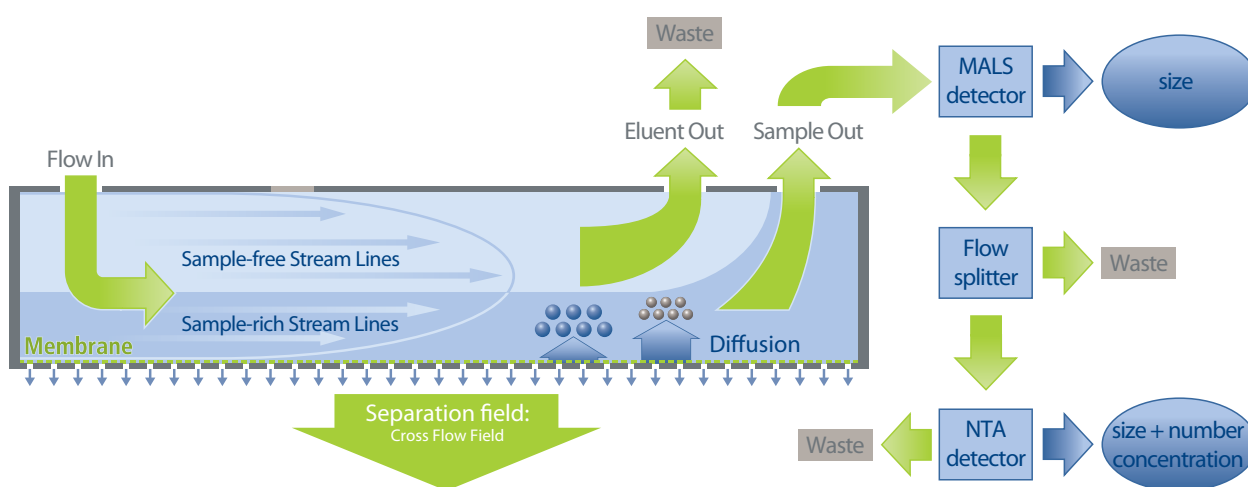 Waste
MALS
detector
size
Flow In
Eluent Out
Sample Out
Sample-free Stream Lines
Flow
splitter
Waste
Sample-rich Stream Lines
Membrane
Diffusion
Separation field:
Cross Flow Field
Waste
NTA
detector
size + number
concentration